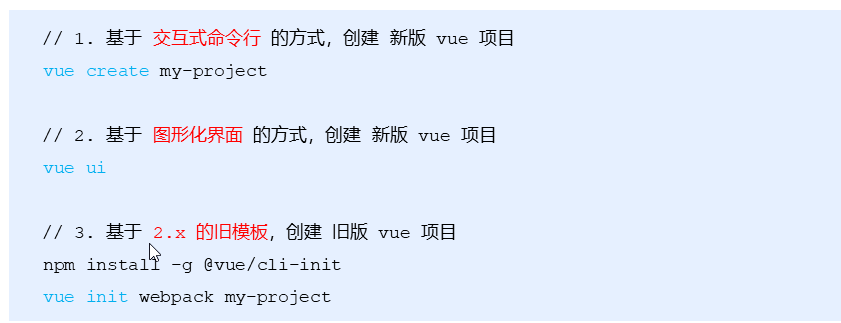 // 1. 基于 交互式命令行 的方式，创建 新版 vue 项目
vue create my-project
// 2. 基于 图形化界面 的方式，创建 新版 vue 项目
vue ui
// 3. 基于 2.x 的旧模板，创建 旧版 vue 项目
npm install -g @vue/cli-init
vue init webpack my-project